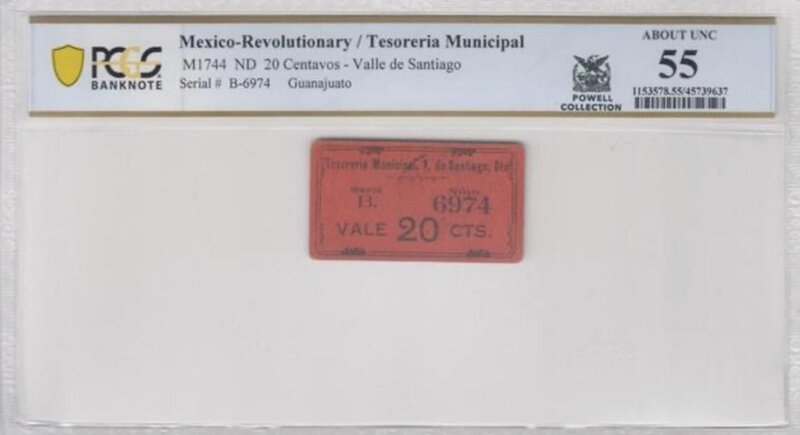 PCGS
BANKNOTE
Mexico-Revolutionary / Tesoreria Municipal
M1744 ND 20 Centavos - Valle de Santiago
Serial # B-6974 Guanajuato
POWELL
COLLECTION
ABOUT UNC
55
1153578.55/45739637
Tesoreria Municipal, V. de Santiago, Gto
Serie Núm.
B. 6974
VALE 20 CTS.